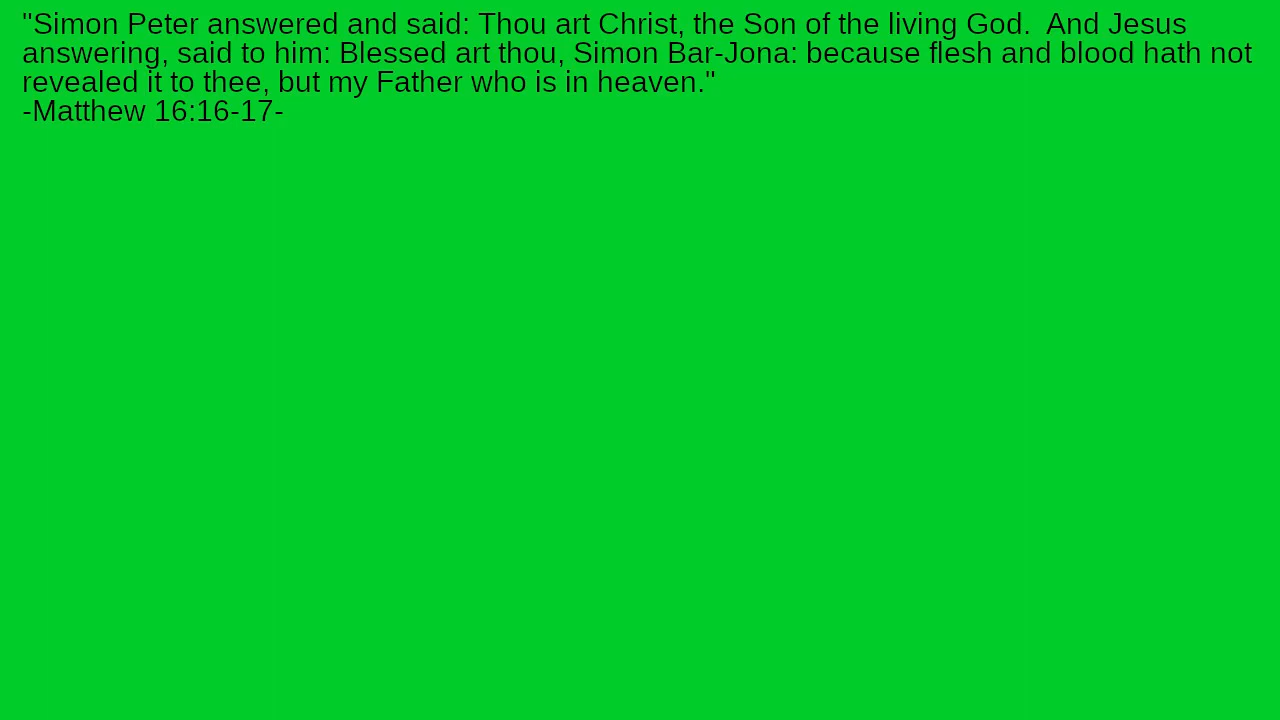 "Simon Peter answered and said: Thou art Christ, the Son of the living God.  And Jesus
answering, said to him: Blessed art thou, Simon Bar-Jona: because flesh and blood hath not
revealed it to thee, but my Father who is in heaven."
-Matthew 16:16-17-